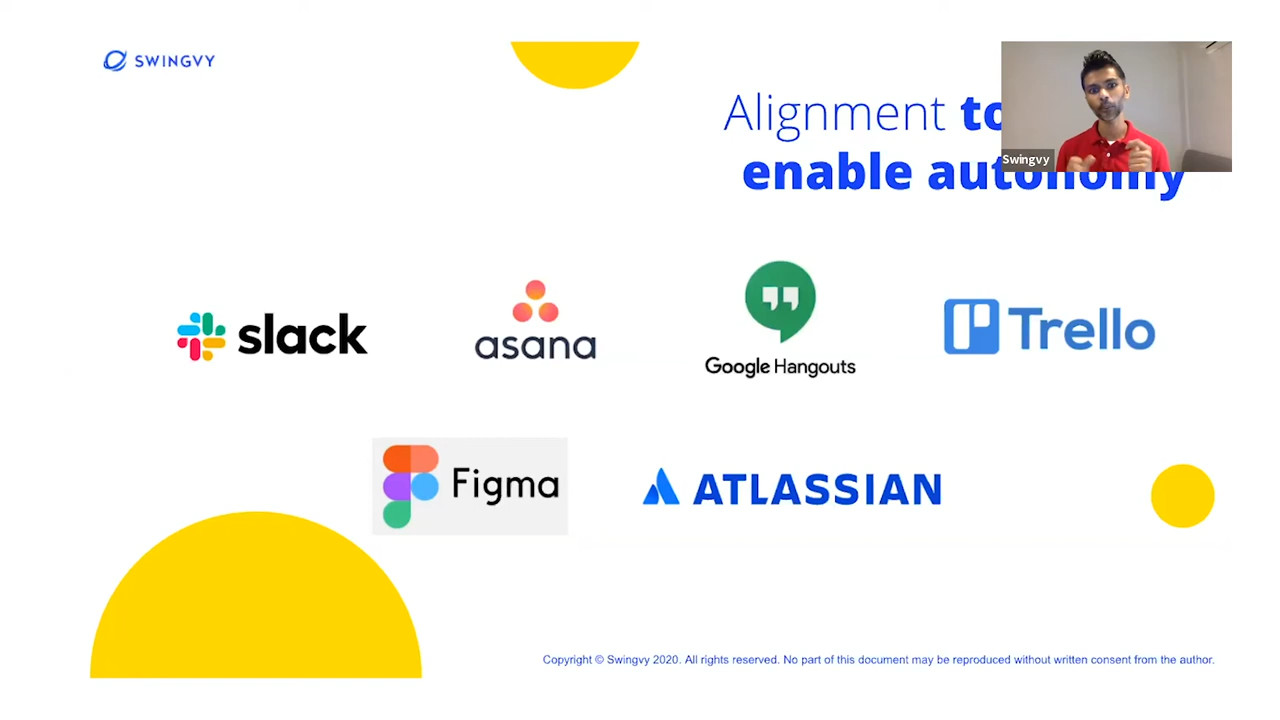 SWINGVY
Alignment to
enable autonomy
Swingvy
slack
asana
Google Hangouts
Trello
Figma
ATLASSIAN
Copyright © Swingvy 2020. All rights reserved. No part of this document may be reproduced without written consent from the author.